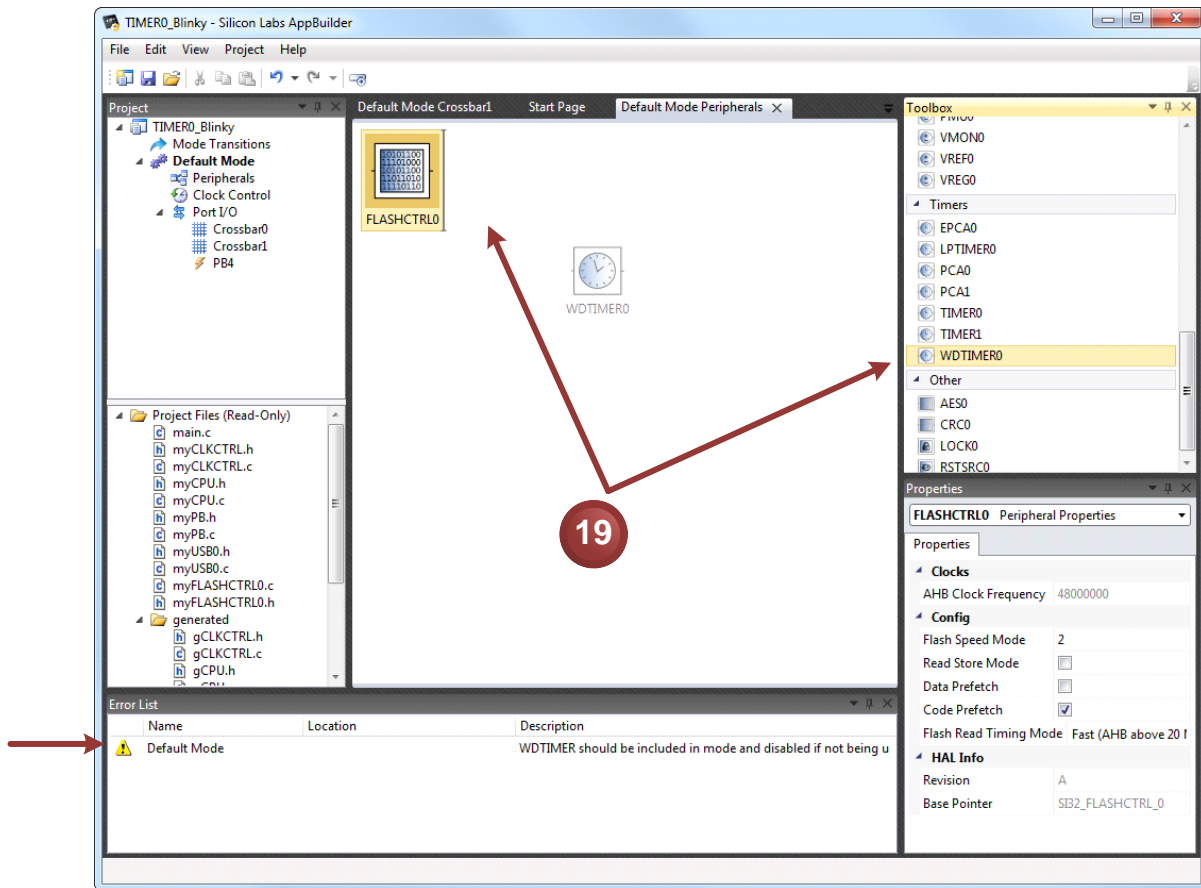 TIMER0_Blinky - Silicon Labs AppBuilder
File Edit View Project Help
Project
TIMER0_Blinky
Mode Transitions
Default Mode
Peripherals
Clock Control
Port I/O
Crossbar0
Crossbar1
PB4
Project Files (Read-Only)
main.c
myCLKCTRL.h
myCLKCTRL.c
myCPU.h
myCPU.c
myPB.h
myPB.c
myUSB0.h
myUSB0.c
myFLASHCTRL0.c
myFLASHCTRL0.h
generated
gCLKCTRL.h
gCLKCTRL.c
gCPU.h
Default Mode Crossbar1 Start Page Default Mode Peripherals
10101100
11101000
10101100
11011010
11110110
FLASHCTRL0
WDTIMER0
19
Toolbox
PMU0
VMON0
VREF0
VREG0
Timers
EPCA0
LPTIMER0
PCA0
PCA1
TIMER0
TIMER1
WDTIMER0
Other
AES0
CRC0
LOCK0
RSTSRC0
Properties
FLASHCTRL0 Peripheral Properties
Properties
Clocks
AHB Clock Frequency 48000000
Config
Flash Speed Mode 2
Read Store Mode
Data Prefetch
Code Prefetch
Flash Read Timing Mode Fast (AHB above 20
HAL Info
Revision A
Base Pointer SI32_FLASHCTRL_0
Error List
Name Location Description
Default Mode WDTIMER should be included in mode and disabled if not being u